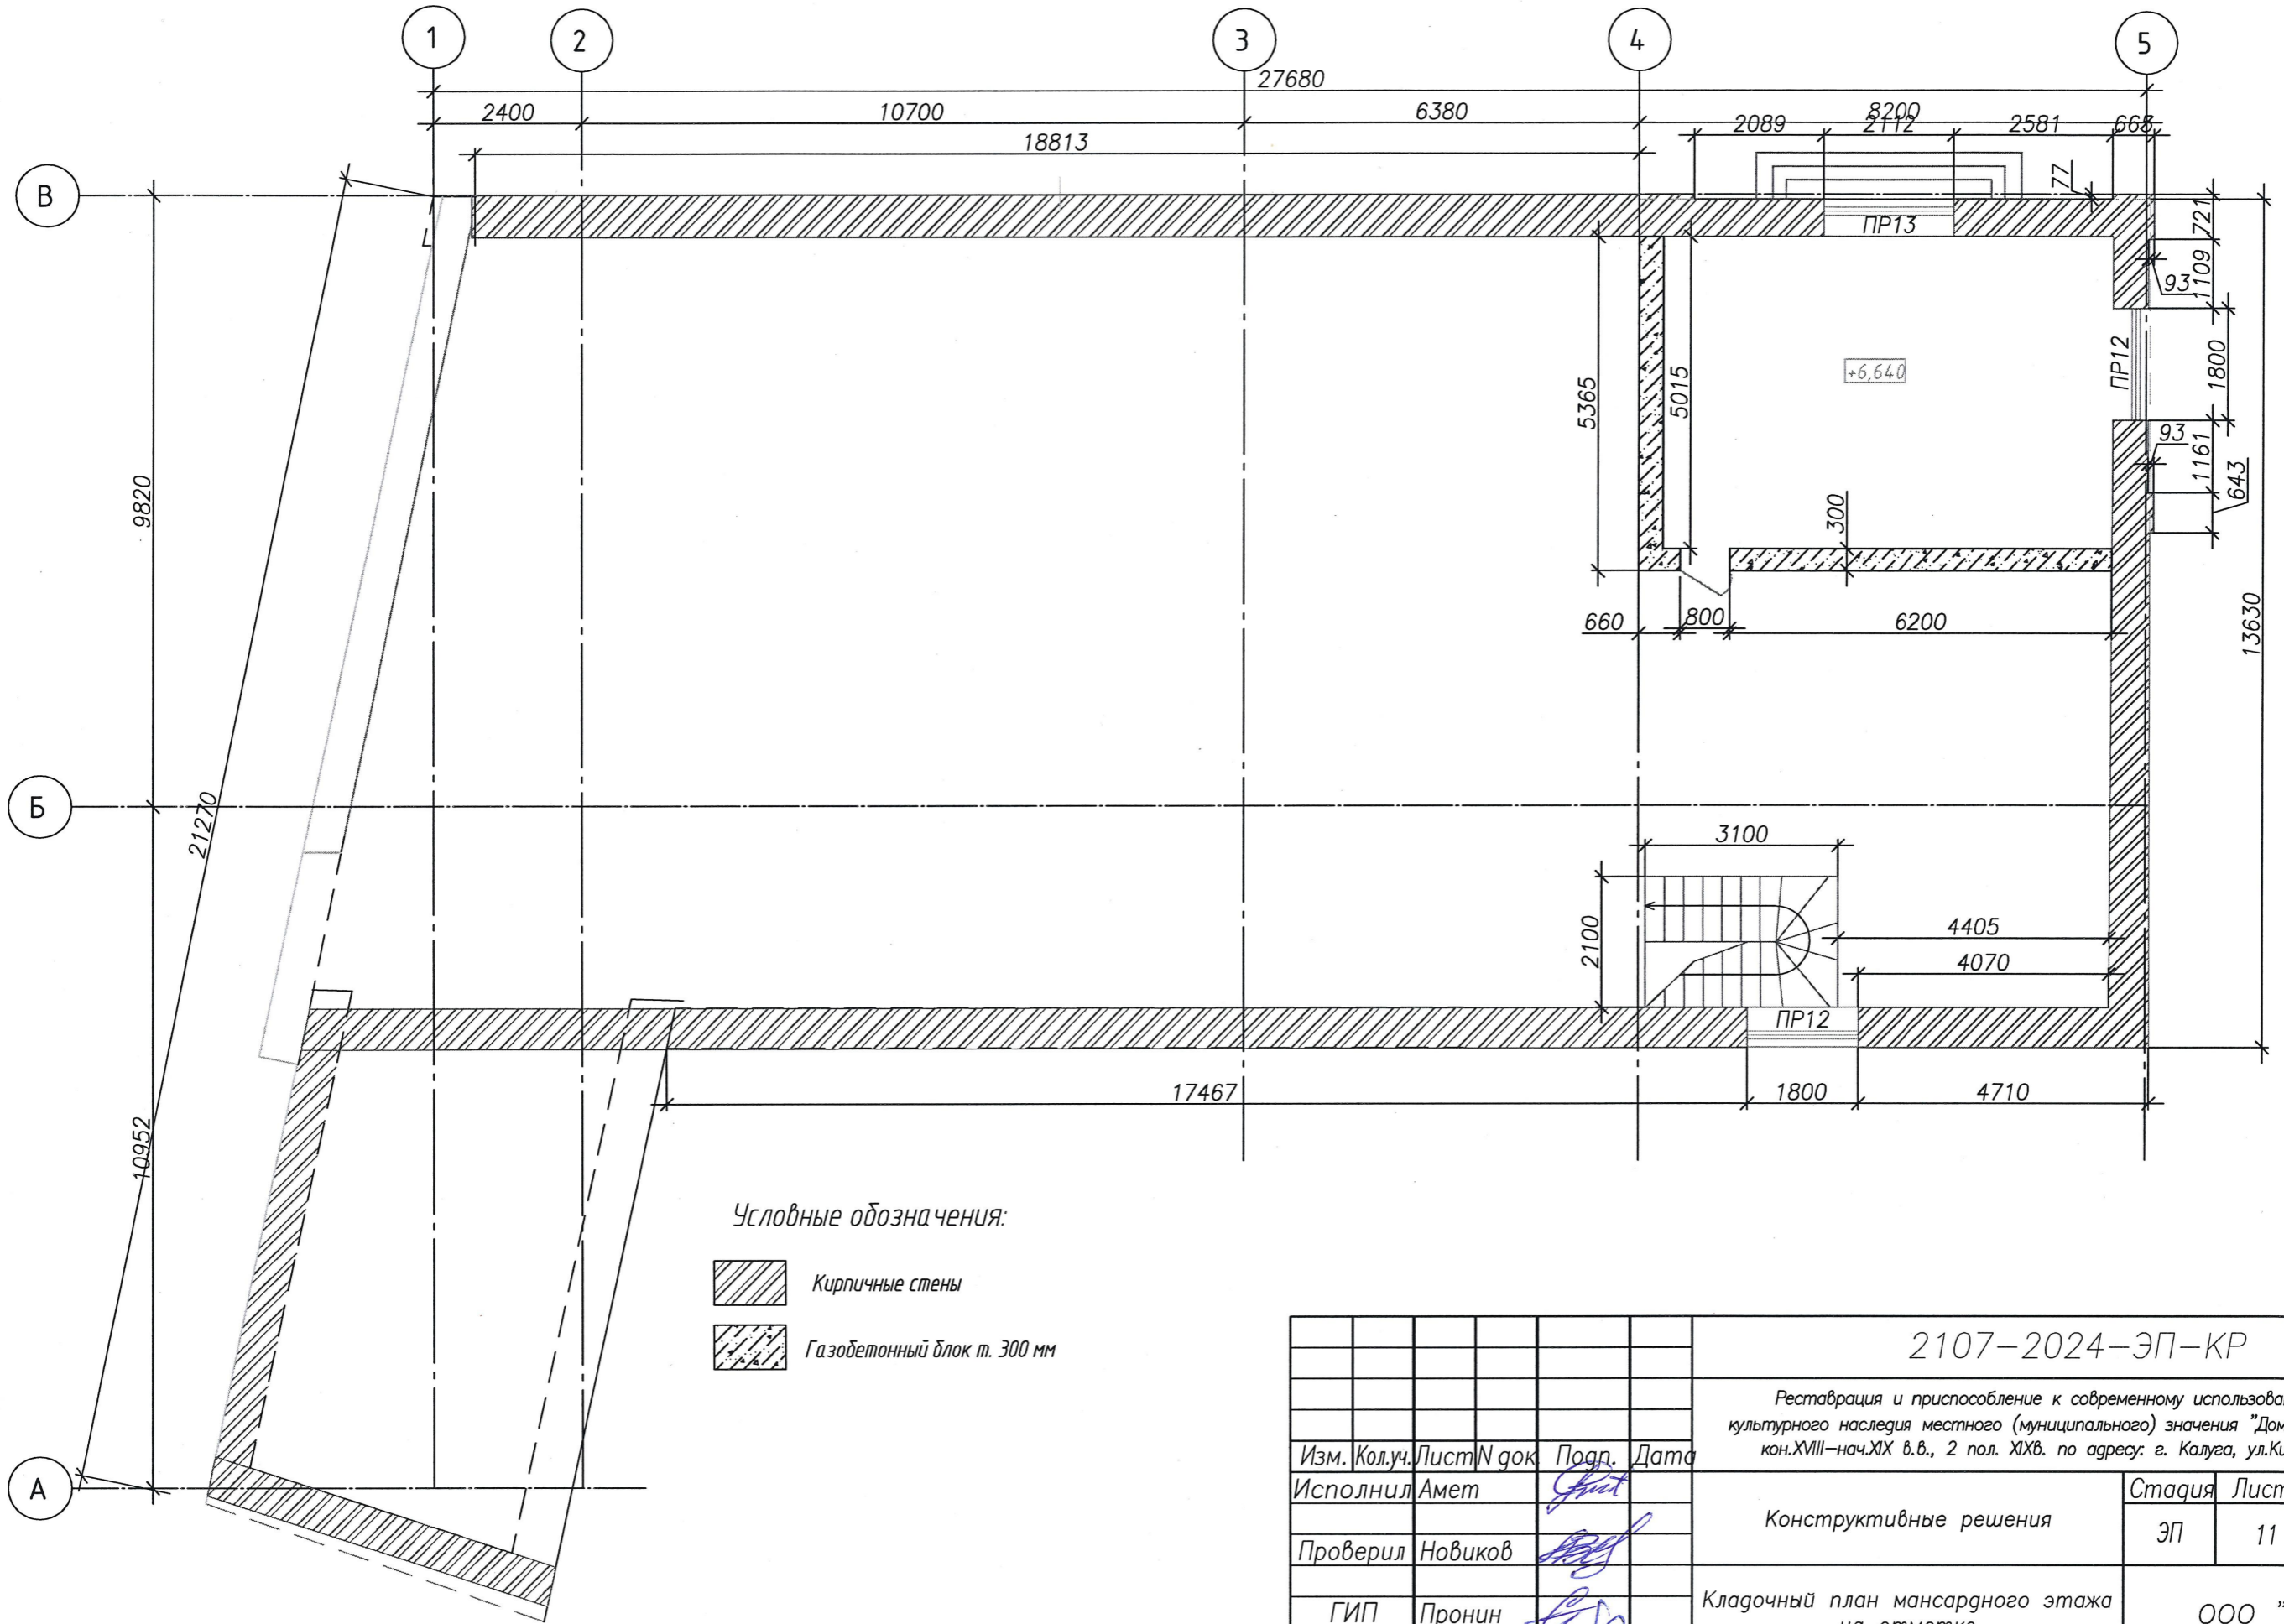 1 2 3 4 5
27680
2400 10700 6380 8200
2089 2112 2581 668
18813
В
77
ПР13
721
1109
93
5365
5015
+6,640
ПР12
1800
93
1161
643
9820
300
660 800 6200
13630
21270
Б
3100
2100
4405
4070
ПР12
17467 1800 4710
10952
Условные обозначения:
Кирпичные стены
Газобетонный блок т. 300 мм
А
2107-2024-ЭП-КР
Реставрация и приспособление к современному использова
культурного наследия местного (муниципального) значения "Дом
кон.XVIII-нач.XIX в.в., 2 пол. XIXв. по адресу: г. Калуга, ул.Ки
Изм. Кол.уч. Лист N док Подп. Дата
Исполнил Амет
Конструктивные решения
Стадия Лист
ЭП 11
Проверил Новиков
ГИП Пронин
Кладочный план мансардного этажа
на отметке
ООО "